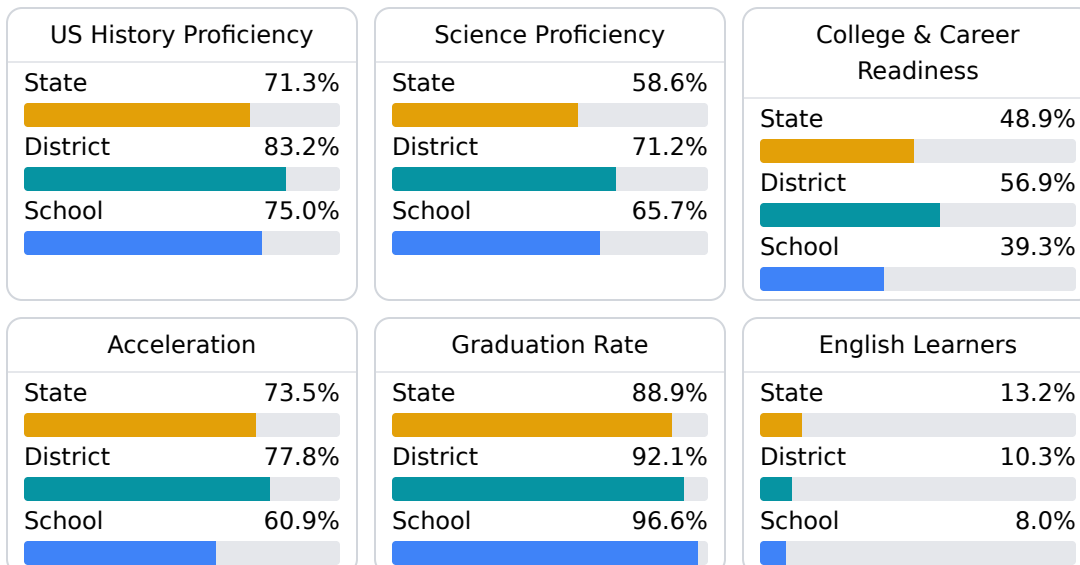 US History Proficiency
State 71.3%
District 83.2%
School 75.0%
Science Proficiency
State 58.6%
District 71.2%
School 65.7%
College & Career
Readiness
State 48.9%
District 56.9%
School 39.3%
Acceleration
State 73.5%
District 77.8%
School 60.9%
Graduation Rate
State 88.9%
District 92.1%
School 96.6%
English Learners
State 13.2%
District 10.3%
School 8.0%